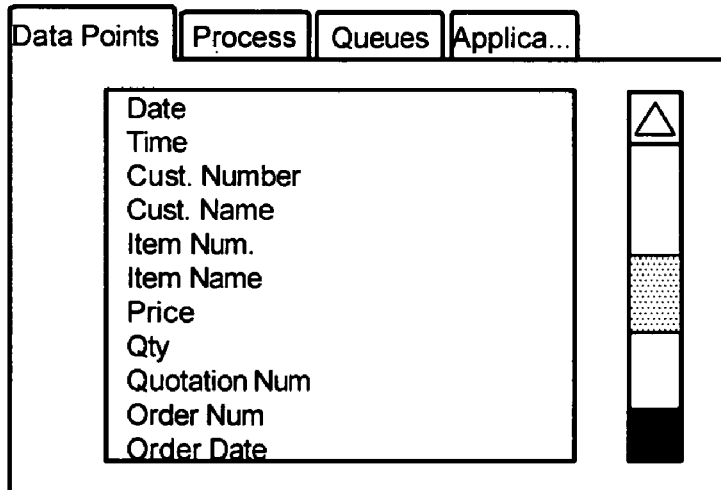 Data Points Process Queues Applica...
Date
Time
Cust. Number
Cust. Name
Item Num.
Item Name
Price
Qty
Quotation Num
Order Num
Order Date